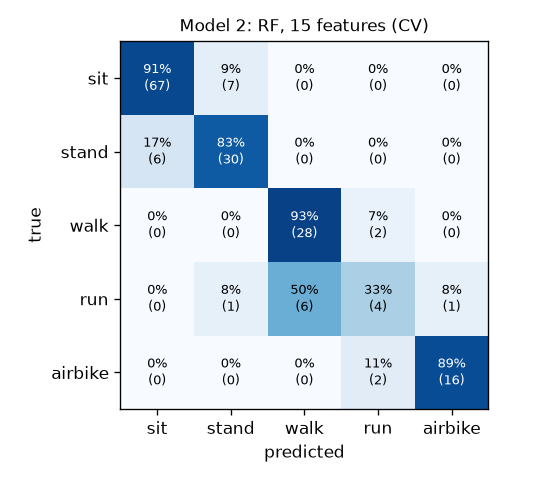 Model 2: RF, 15 features (CV)
true
sit
91% 9% 0% 0% 0%
(67) (7) (0) (0) (0)
stand
17% 83% 0% 0% 0%
(6) (30) (0) (0) (0)
walk
0% 0% 93% 7% 0%
(0) (0) (28) (2) (0)
run
0% 8% 50% 33% 8%
(0) (1) (6) (4) (1)
airbike
0% 0% 0% 11% 89%
(0) (0) (0) (2) (16)
sit stand walk run airbike
predicted